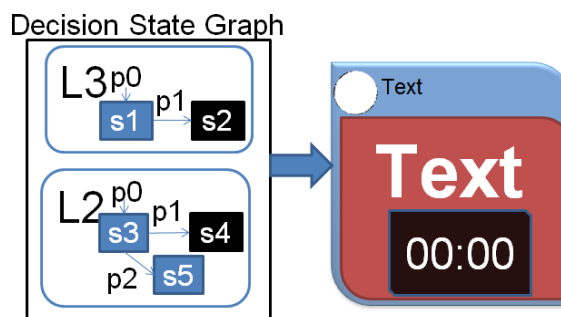 Decision State Graph
L3
p0
p1
s1
s2
L2
p0
p1
s3
s4
p2
s5
Text
Text
00:00